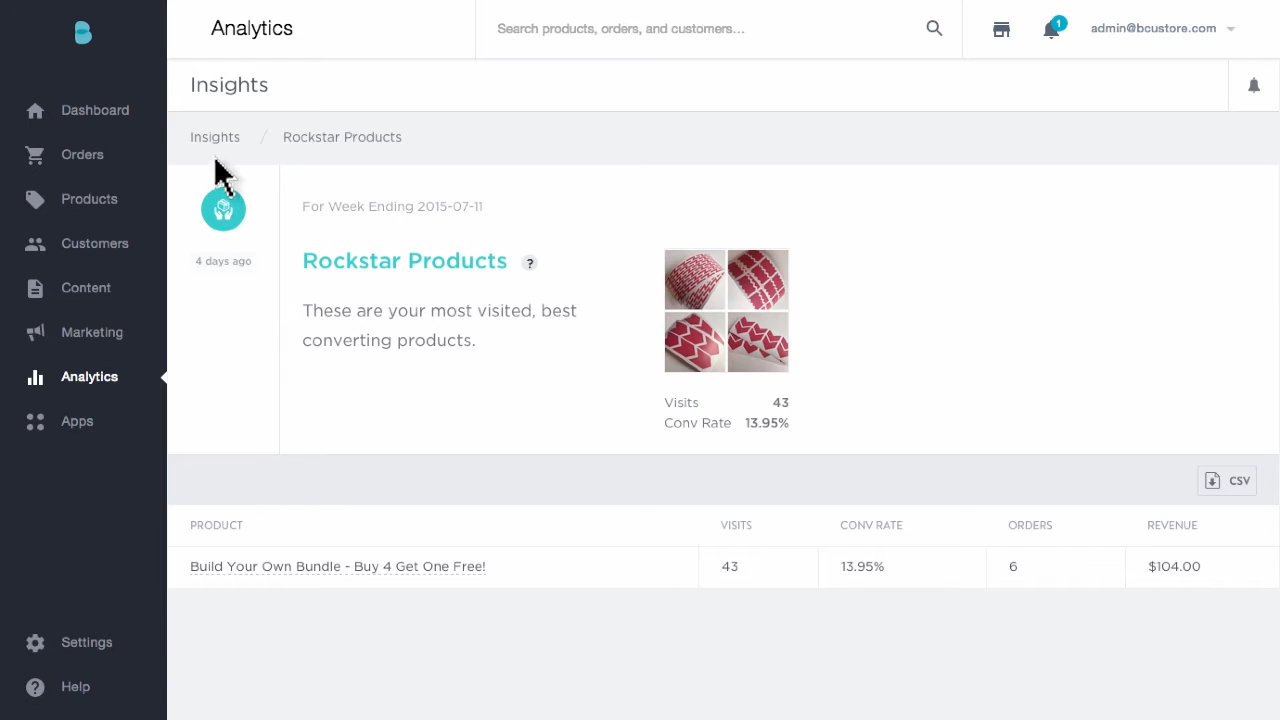 Analytics
Search products, orders, and customers...
1
admin@bcustore.com
Dashboard
Orders
Products
Customers
Content
Marketing
Analytics
Apps
Settings
Help
Insights
Insights / Rockstar Products
4 days ago
For Week Ending 2015-07-11
Rockstar Products ?
These are your most visited, best
converting products.
Visits 43
Conv Rate 13.95%
CSV
PRODUCT VISITS CONV RATE ORDERS REVENUE
Build Your Own Bundle - Buy 4 Get One Free! 43 13.95% 6 $104.00